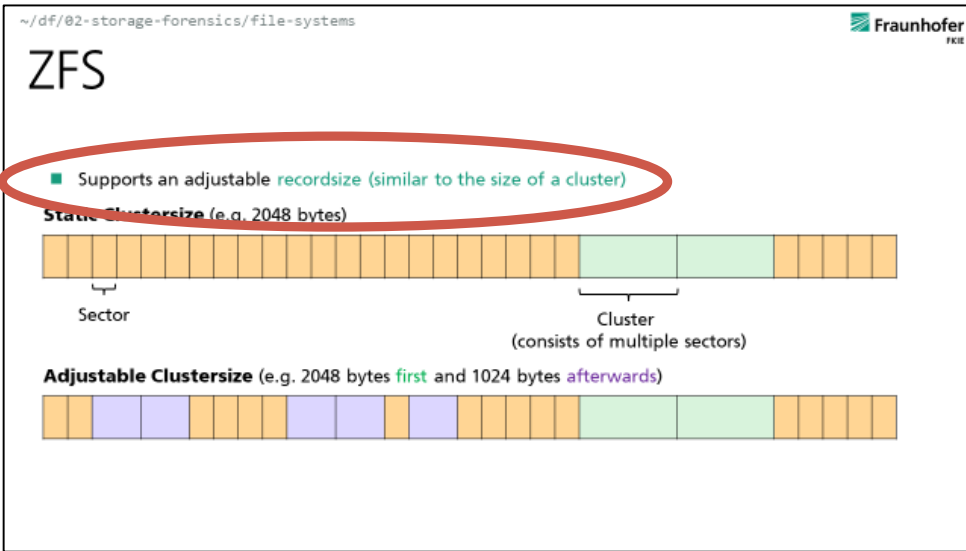 ~/df/02-storage-forensics/file-systems
Fraunhofer
FKIE
ZFS
Supports an adjustable recordsize (similar to the size of a cluster)
Static Clustersize (e.g. 2048 bytes)
Sector
Cluster
(consists of multiple sectors)
Adjustable Clustersize (e.g. 2048 bytes first and 1024 bytes afterwards)